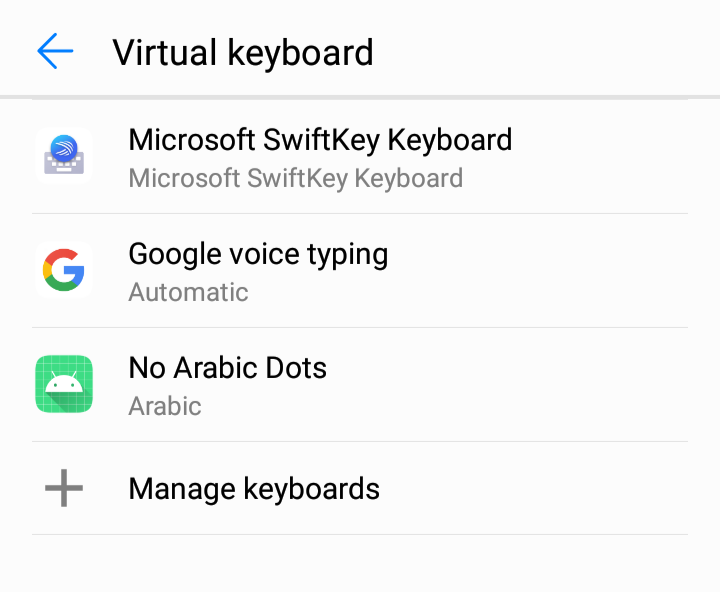 Virtual keyboard
Microsoft SwiftKey Keyboard
Microsoft SwiftKey Keyboard
Google voice typing
Automatic
No Arabic Dots
Arabic
Manage keyboards